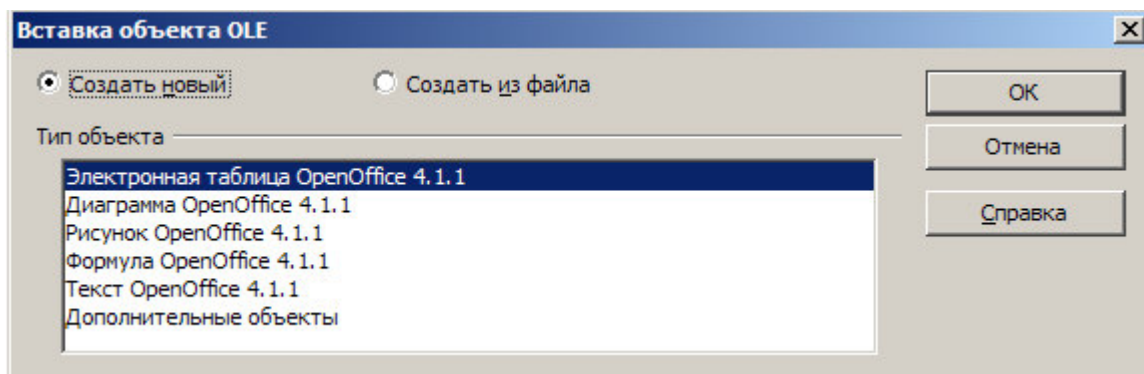 Вставка объекта OLE
Создать новый Создать из файла
ОК
Тип объекта
Отмена
Электронная таблица OpenOffice 4.1.1
Диаграмма OpenOffice 4.1.1
Справка
Рисунок OpenOffice 4.1.1
Формула OpenOffice 4.1.1
Текст OpenOffice 4.1.1
Дополнительные объекты